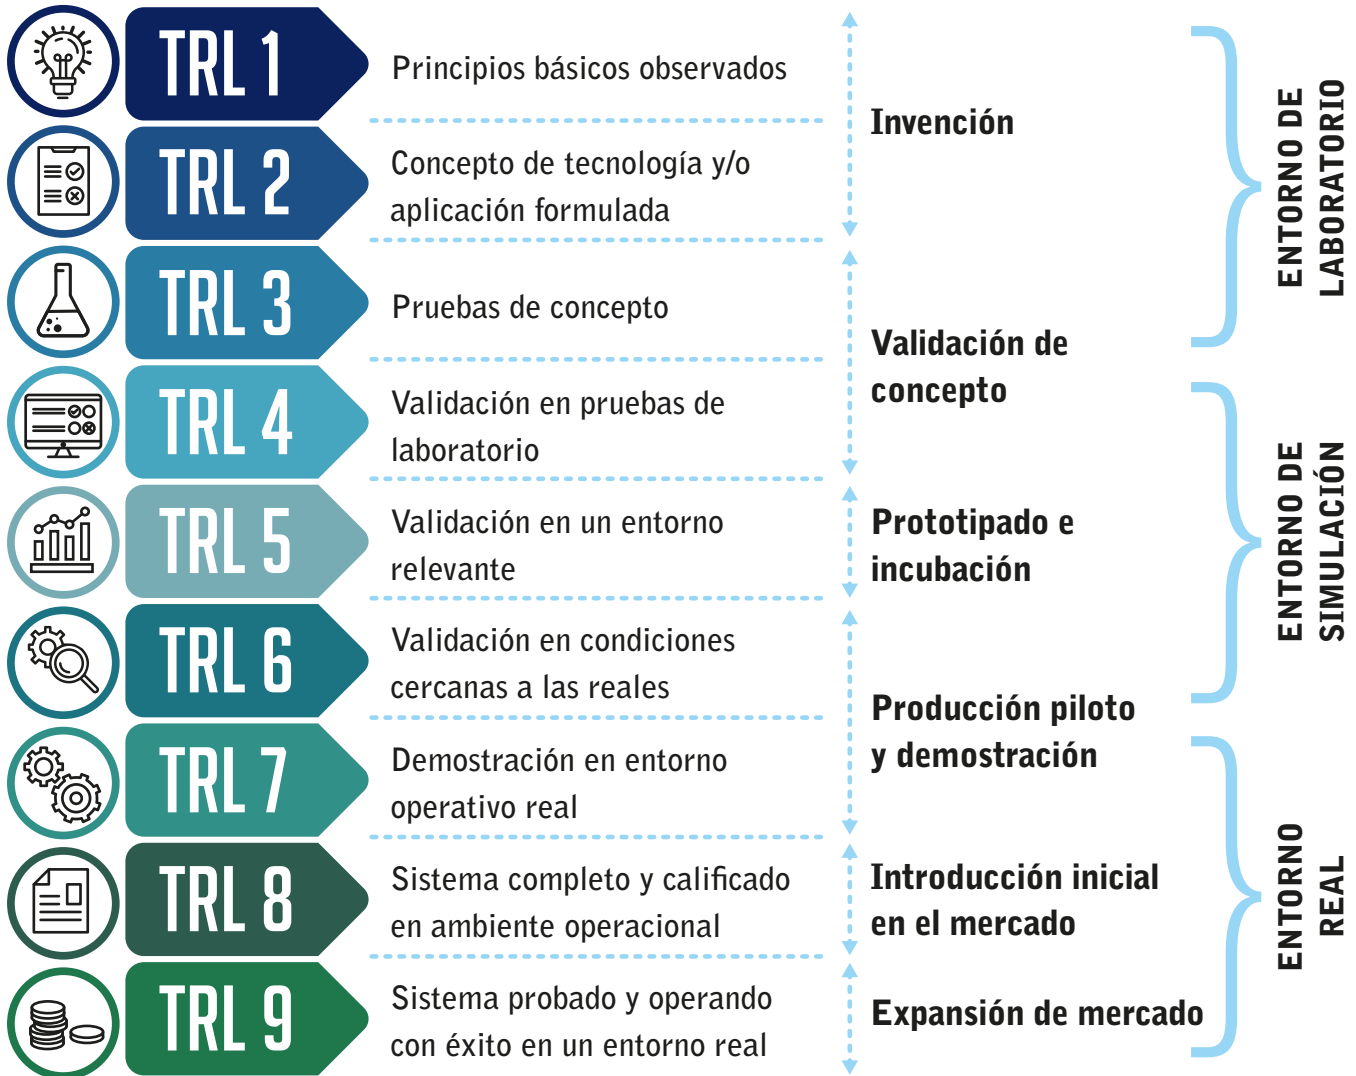 TRL 1
Principios básicos observados
TRL 2
Concepto de tecnología y/o
aplicación formulada
Invención
TRL 3
Pruebas de concepto
TRL 4
Validación en pruebas de
laboratorio
Validación de
concepto
TRL 5
Validación en un entorno
relevante
Prototipado e
incubación
TRL 6
Validación en condiciones
cercanas a las reales
TRL 7
Demostración en entorno
operativo real
Producción piloto
y demostración
TRL 8
Sistema completo y calificado
en ambiente operacional
Introducción inicial
en el mercado
TRL 9
Sistema probado y operando
con éxito en un entorno real
Expansión de mercado
ENTORNO DE
LABORATORIO
ENTORNO DE
SIMULACIÓN
ENTORNO
REAL